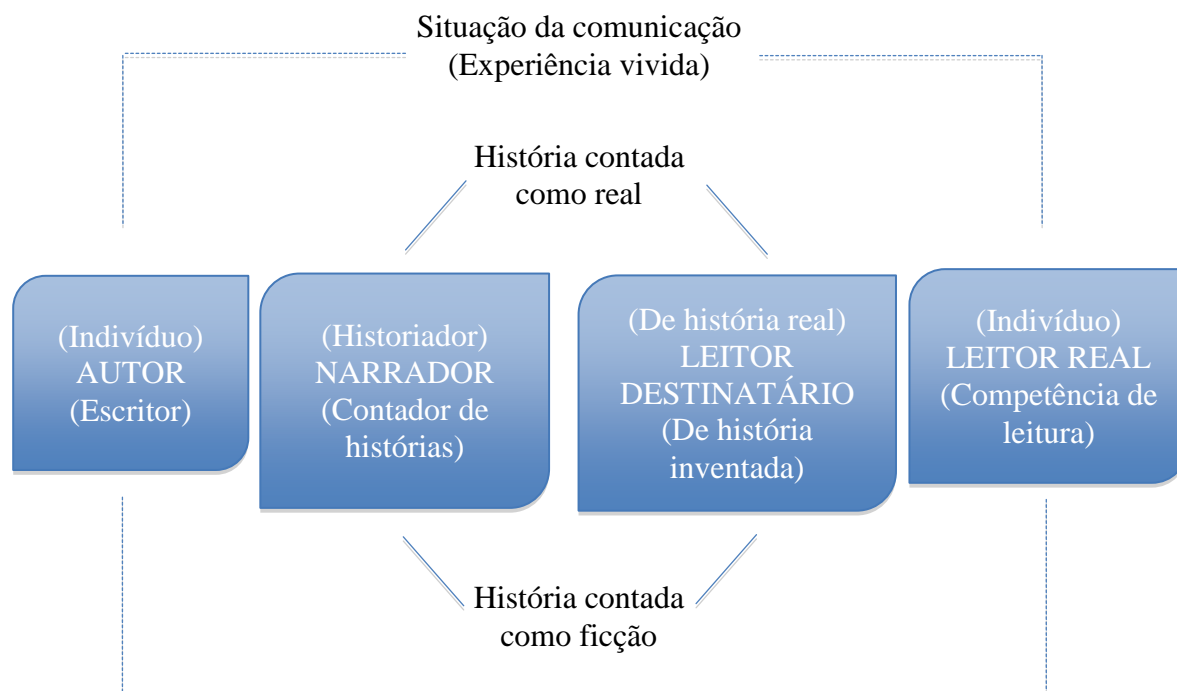 Situação da comunicação
(Experiência vivida)
História contada
como real
(Indivíduo)
AUTOR
(Escritor)
(Historiador)
NARRADOR
(Contador de
histórias)
(De história real)
LEITOR
DESTINATÁRIO
(De história
inventada)
(Indivíduo)
LEITOR REAL
(Competência de
leitura)
História contada
como ficção